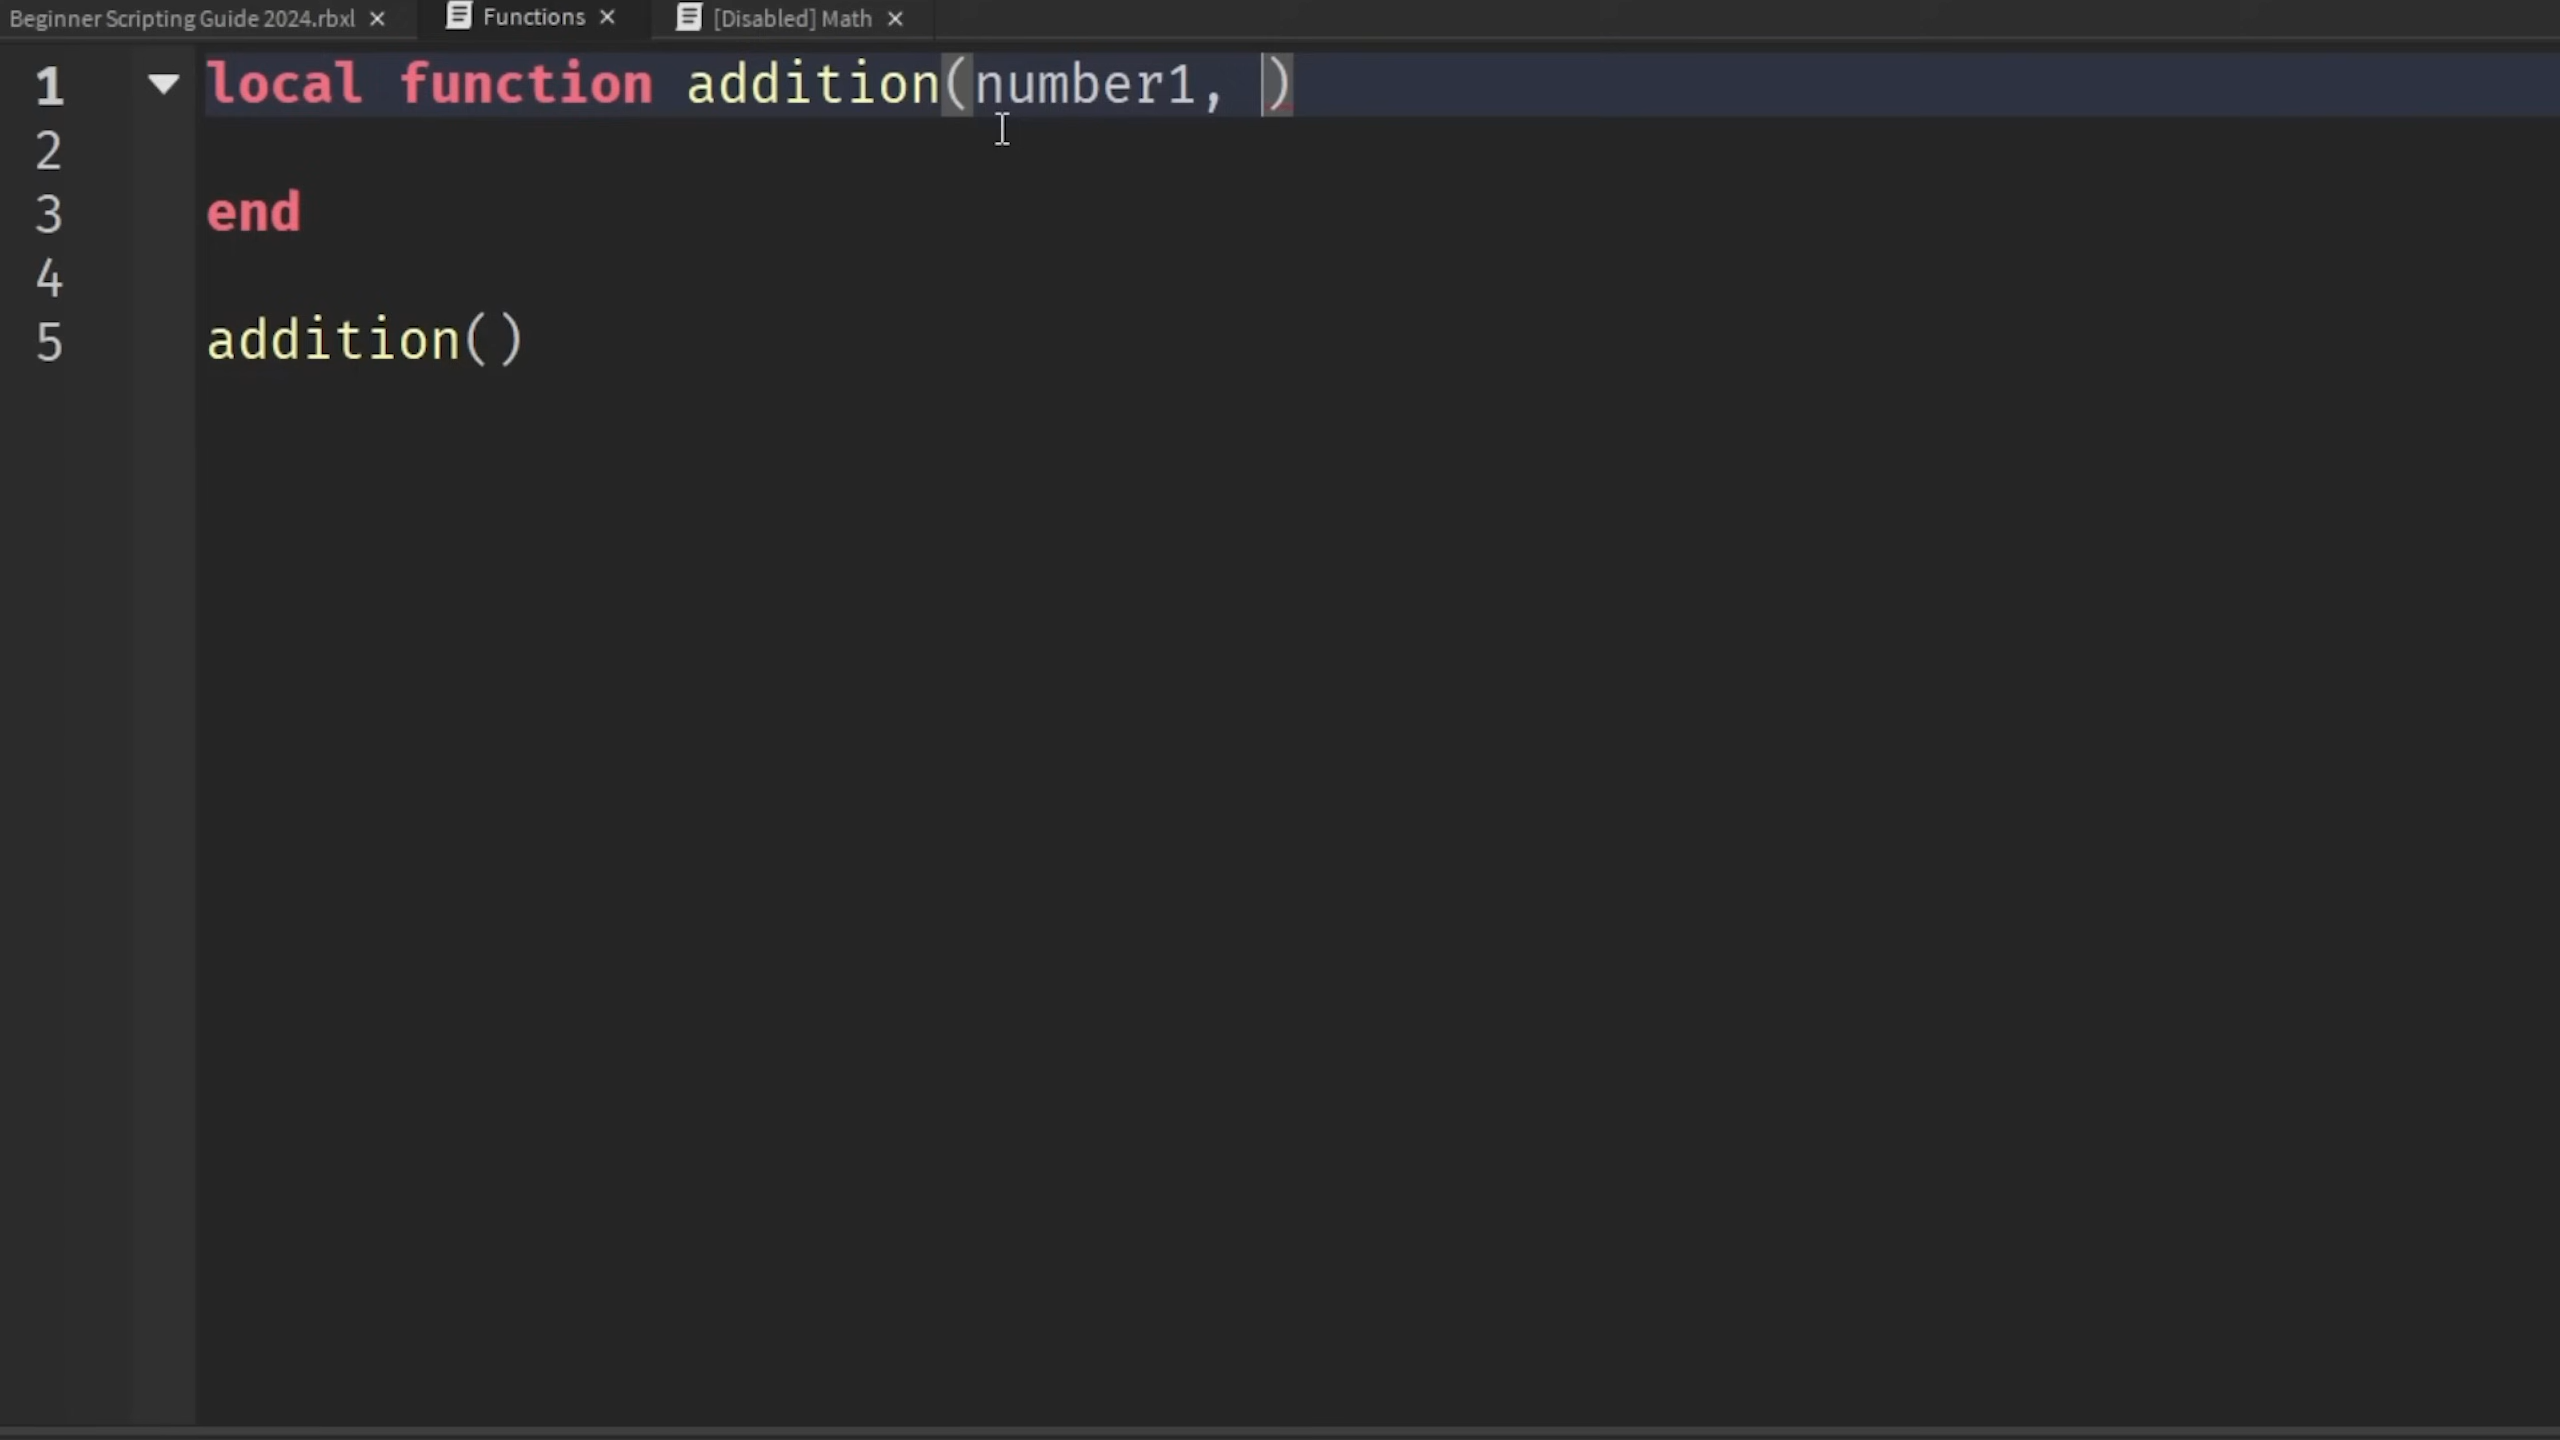 Beginner Scripting Guide 2024.rbxl × Functions × [Disabled] Math ×
1 local function addition(number1, )
2
3 end
4
5 addition()